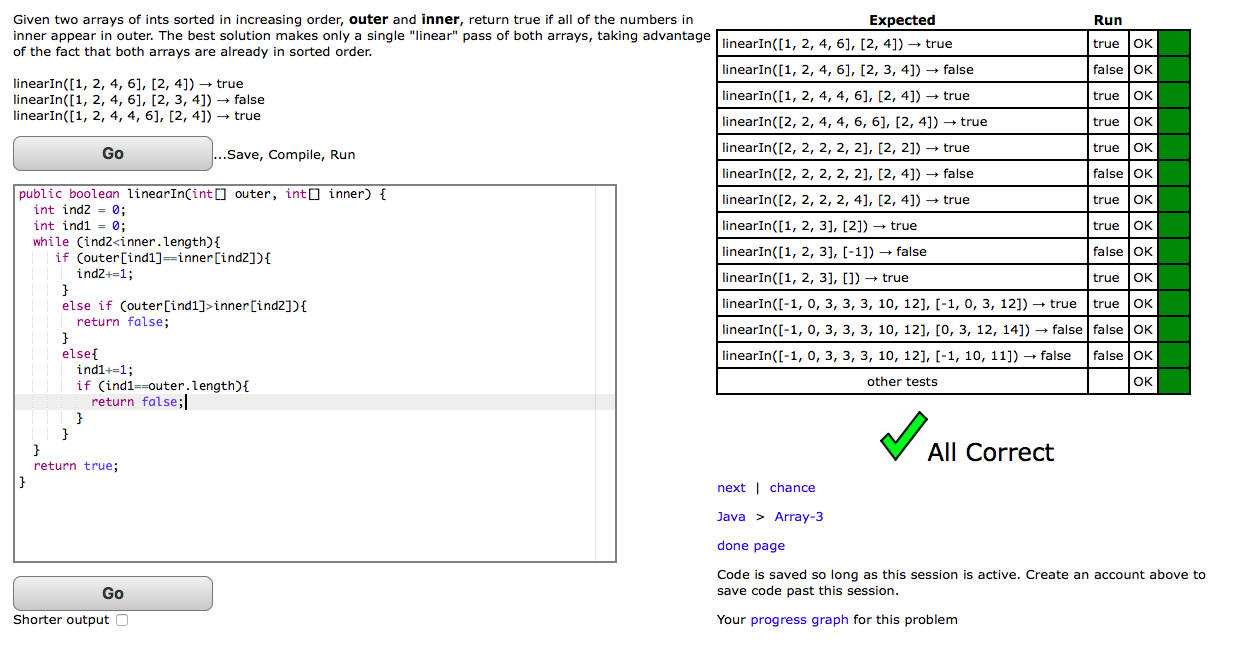 Given two arrays of ints sorted in increasing order, outer and inner, return true if all of the numbers in
inner appear in outer. The best solution makes only a single "linear" pass of both arrays, taking advantage
of the fact that both arrays are already in sorted order.
linearIn([1, 2, 4, 6], [2, 4]) → true
linearIn([1, 2, 4, 6], [2, 3, 4]) → false
linearIn([1, 2, 4, 4, 6], [2, 4]) → true
Go ...Save, Compile, Run
public boolean linearIn(int[] outer, int[] inner) {
  int ind2 = 0;
  int ind1 = 0;
  while (ind2<inner.length){
     if (outer[ind1]==inner[ind2]){
        ind2+=1;
      }
      else if (outer[ind1]>inner[ind2]){
        return false;
      }
      else{
        ind1+=1;
        if (ind1==outer.length){
          return false;
        }
      }
  }
  return true;
}
Go
Shorter output
Expected Run
linearIn([1, 2, 4, 6], [2, 4]) → true true OK
linearIn([1, 2, 4, 6], [2, 3, 4]) → false false OK
linearIn([1, 2, 4, 4, 6], [2, 4]) → true true OK
linearIn([2, 2, 4, 4, 6, 6], [2, 4]) → true true OK
linearIn([2, 2, 2, 2, 2], [2, 2]) → true true OK
linearIn([2, 2, 2, 2, 2], [2, 4]) → false false OK
linearIn([2, 2, 2, 2, 4], [2, 4]) → true true OK
linearIn([1, 2, 3], [2]) → true true OK
linearIn([1, 2, 3], [-1]) → false false OK
linearIn([1, 2, 3], []) → true true OK
linearIn([-1, 0, 3, 3, 3, 10, 12], [-1, 0, 3, 12]) → true true OK
linearIn([-1, 0, 3, 3, 3, 10, 12], [0, 3, 12, 14]) → false false OK
linearIn([-1, 0, 3, 3, 3, 10, 12], [-1, 10, 11]) → false false OK
other tests OK
All Correct
next | chance
Java > Array-3
done page
Code is saved so long as this session is active. Create an account above to
save code past this session.
Your progress graph for this problem